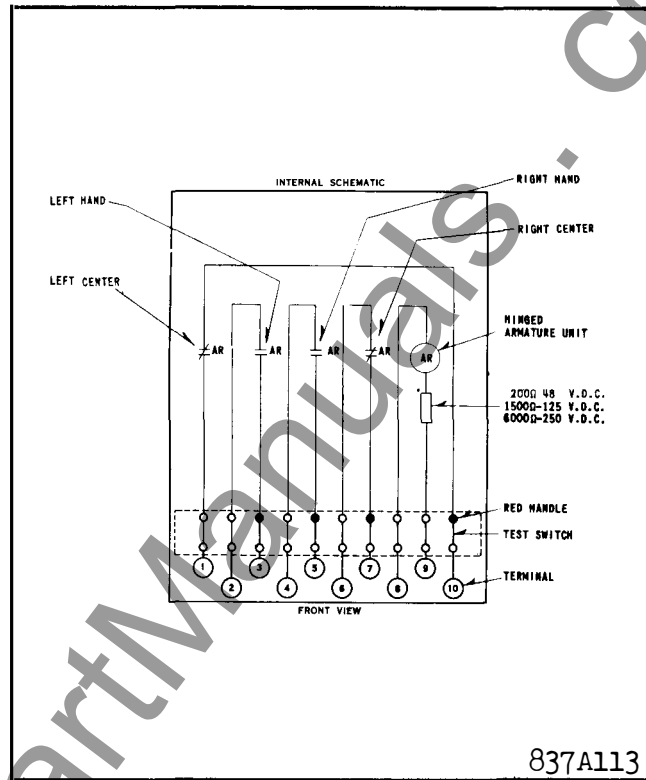 INTERNAL SCHEMATIC
RIGHT HAND
LEFT HAND
RIGHT CENTER
LEFT CENTER
HINGED
ARMATURE UNIT
AR
AR
AR
AR
AR
200Ω 48 V.D.C.
1500Ω-125 V.D.C.
6000Ω-250 V.D.C.
RED HANDLE
TEST SWITCH
1
3
5
7
9
TERMINAL
2
4
6
8
10
FRONT VIEW
837A113
artManuals.co